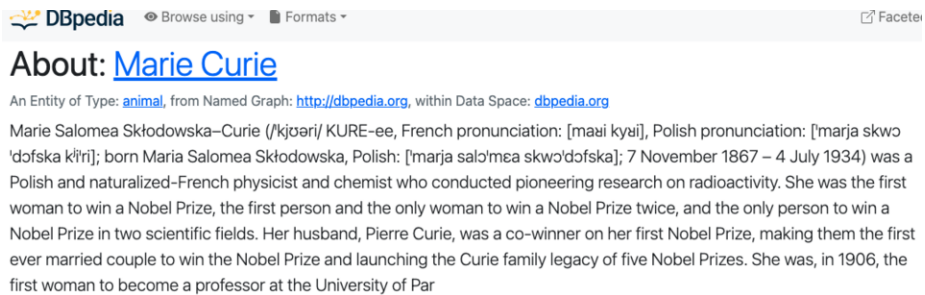 DBpedia Browse using Formats Facete
About: Marie Curie
An Entity of Type: animal, from Named Graph: http://dbpedia.org, within Data Space: dbpedia.org
Marie Salomea Skłodowska–Curie (/ˈkjʊəri/ KURE-ee, French pronunciation: [maʁi kyʁi], Polish pronunciation: [ˈmarja skwɔ
ˈdɔfska kʲiˈri]; born Maria Salomea Skłodowska, Polish: [ˈmarja salɔˈmɛa skwɔˈdɔfska]; 7 November 1867 – 4 July 1934) was a
Polish and naturalized-French physicist and chemist who conducted pioneering research on radioactivity. She was the first
woman to win a Nobel Prize, the first person and the only woman to win a Nobel Prize twice, and the only person to win a
Nobel Prize in two scientific fields. Her husband, Pierre Curie, was a co-winner on her first Nobel Prize, making them the first
ever married couple to win the Nobel Prize and launching the Curie family legacy of five Nobel Prizes. She was, in 1906, the
first woman to become a professor at the University of Par